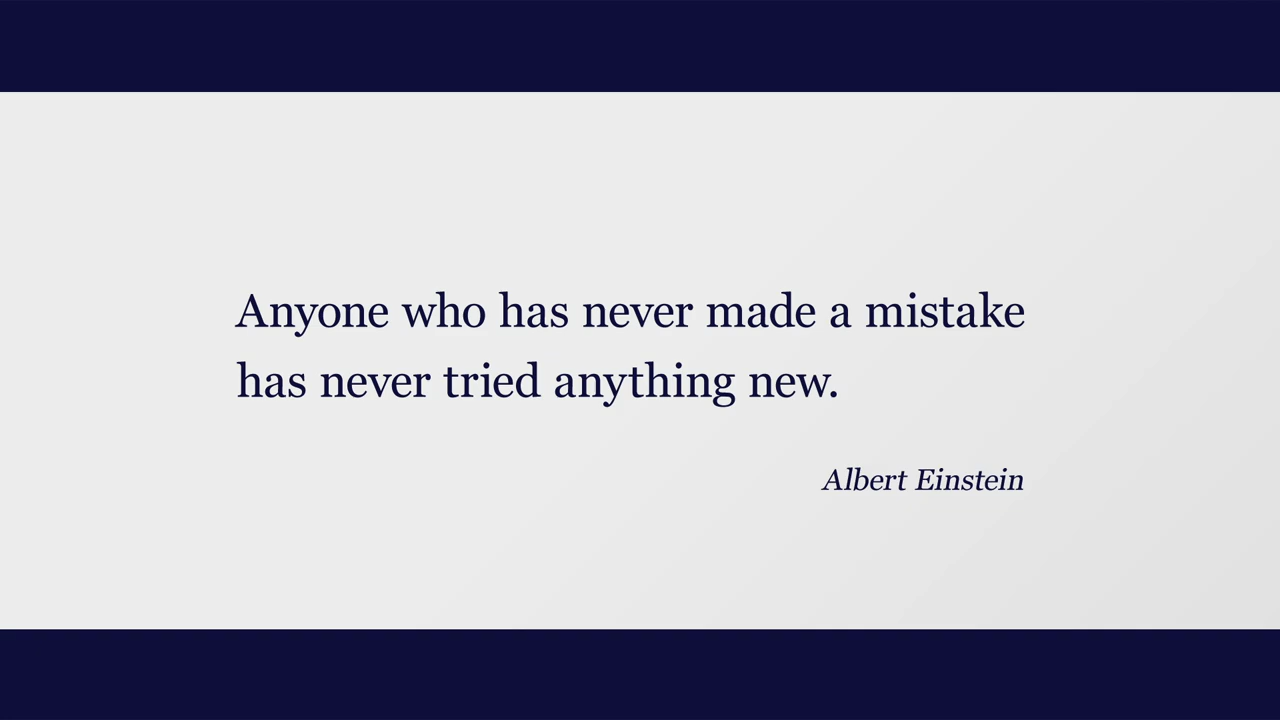 Anyone who has never made a mistake
has never tried anything new.
Albert Einstein